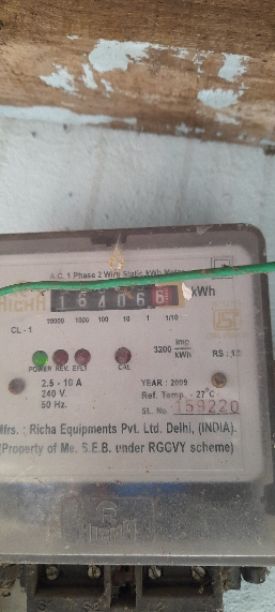 A.C. 1 Phase 2 Wire Static kWh Meter
RICHA 16406 6 kWh
10000 1000 100 10 1 1/10
CL - 1
3200 imp/kWh
RS : 12
POWER REV. E/LT CAL
2.5 - 10 A
240 V.
50 Hz.
YEAR : 2009
Ref. Temp. - 27°C
SL. No. 159220
Mfrs. : Richa Equipments Pvt. Ltd. Delhi, (INDIA).
(Property of Me. S.E.B. under RGGVY scheme)